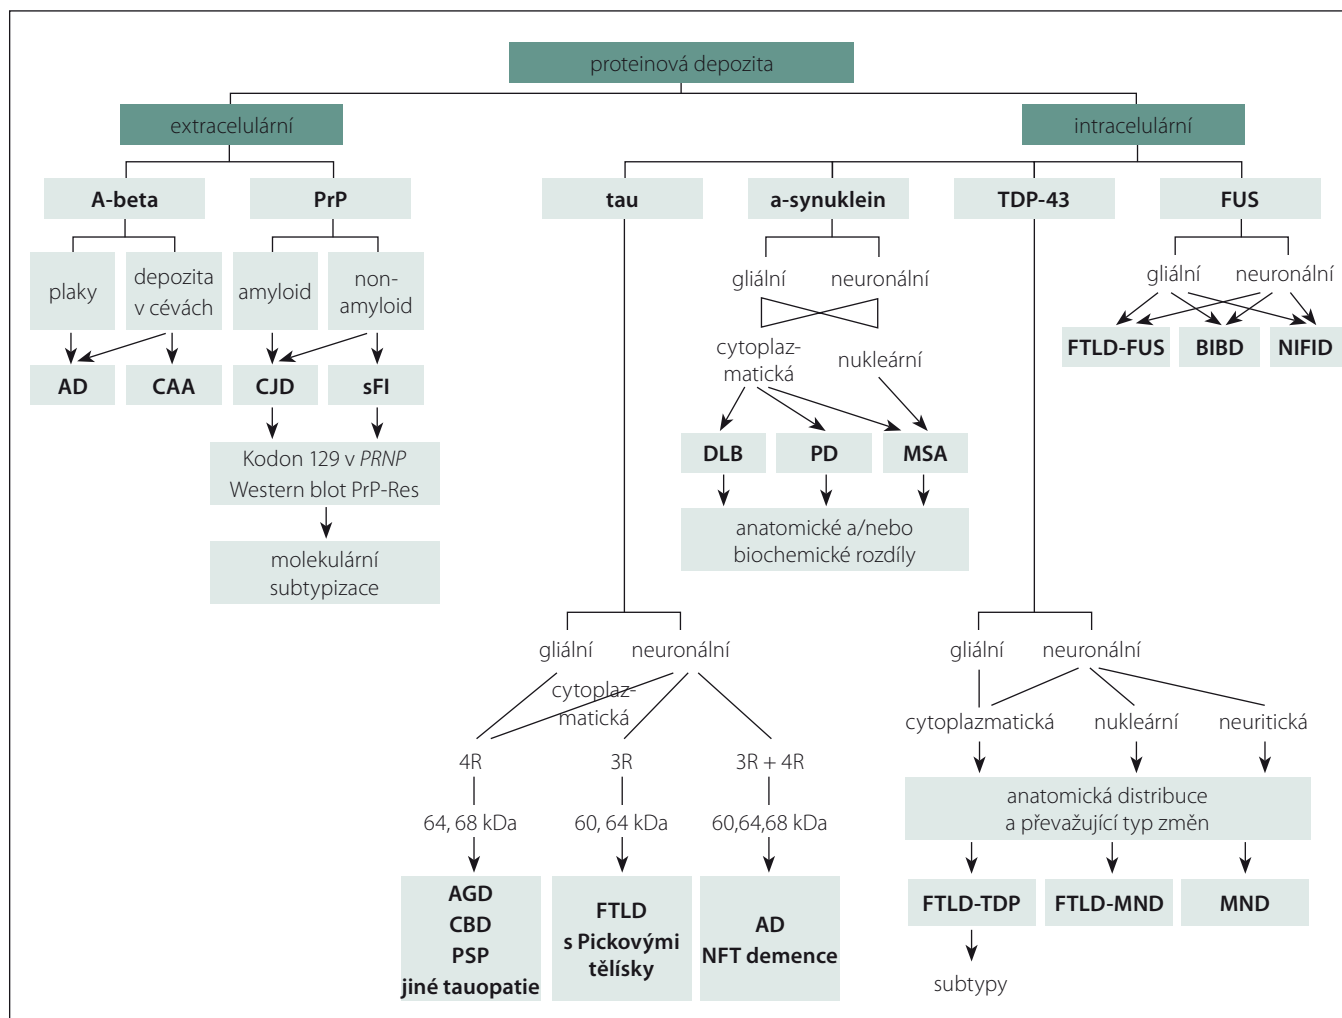 proteinová depozita
extracelulární
intracelulární
A-beta
PrP
tau
a-synuklein
TDP-43
FUS
plaky
depozita
v cévách
amyloid
non-
amyloid
gliální
neuronální
gliální
neuronální
AD
CAA
CJD
sFI
cytoplaz-
matická
nukleární
FTLD-FUS
BIBD
NIFID
Kodon 129 v PRNP
Western blot PrP-Res
DLB
PD
MSA
molekulární
subtypizace
anatomické a/nebo
biochemické rozdíly
gliální
neuronální
gliální
neuronální
cytoplaz-
matická
cytoplazmatická
nukleární
neuritická
4R
3R
3R + 4R
64, 68 kDa
60, 64 kDa
60,64,68 kDa
anatomická distribuce
a převažující typ změn
AGD
CBD
PSP
jiné tauopatie
FTLD
s Pickovými
tělísky
AD
NFT demence
FTLD-TDP
FTLD-MND
MND
subtypy